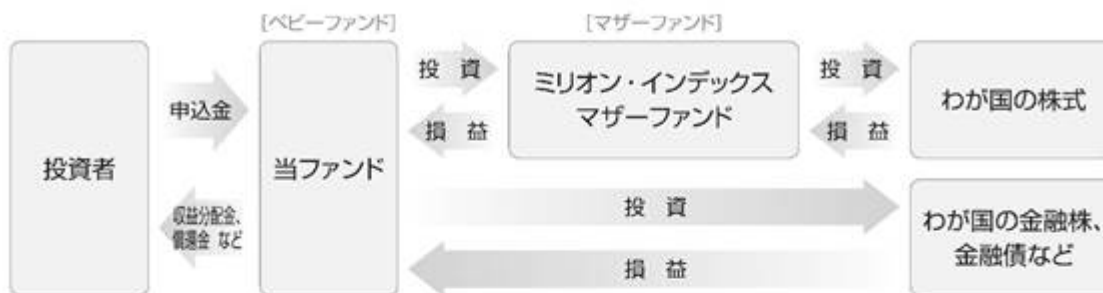 [ベビーファンド]
[マザーファンド]
投資者
申込金
収益分配金、
償還金 など
当ファンド
投 資
損 益
ミリオン・インデックス
マザーファンド
投 資
損 益
わが国の株式
投 資
損 益
わが国の金融株、
金融債など